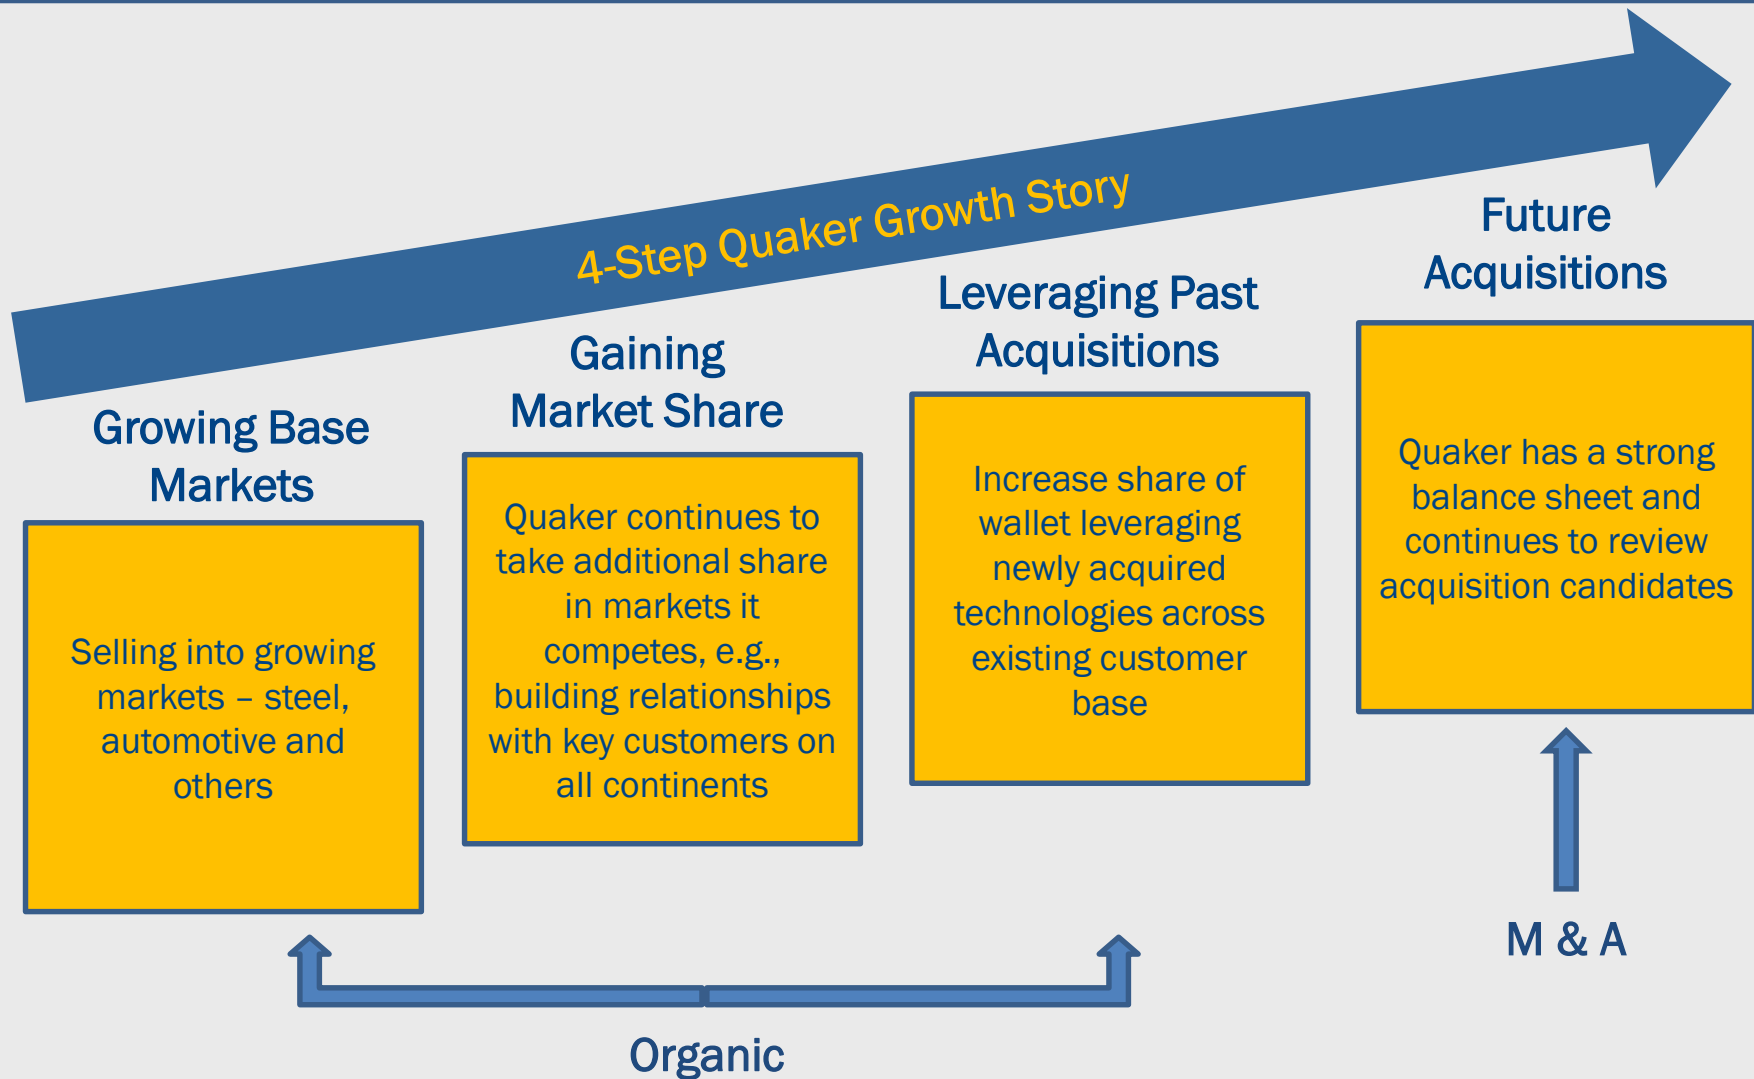 4-Step Quaker Growth Story
Growing Base
Markets
Selling into growing
markets – steel,
automotive and
others
Gaining
Market Share
Quaker continues to
take additional share
in markets it
competes, e.g.,
building relationships
with key customers on
all continents
Leveraging Past
Acquisitions
Increase share of
wallet leveraging
newly acquired
technologies across
existing customer
base
Future
Acquisitions
Quaker has a strong
balance sheet and
continues to review
acquisition candidates
Organic
M & A